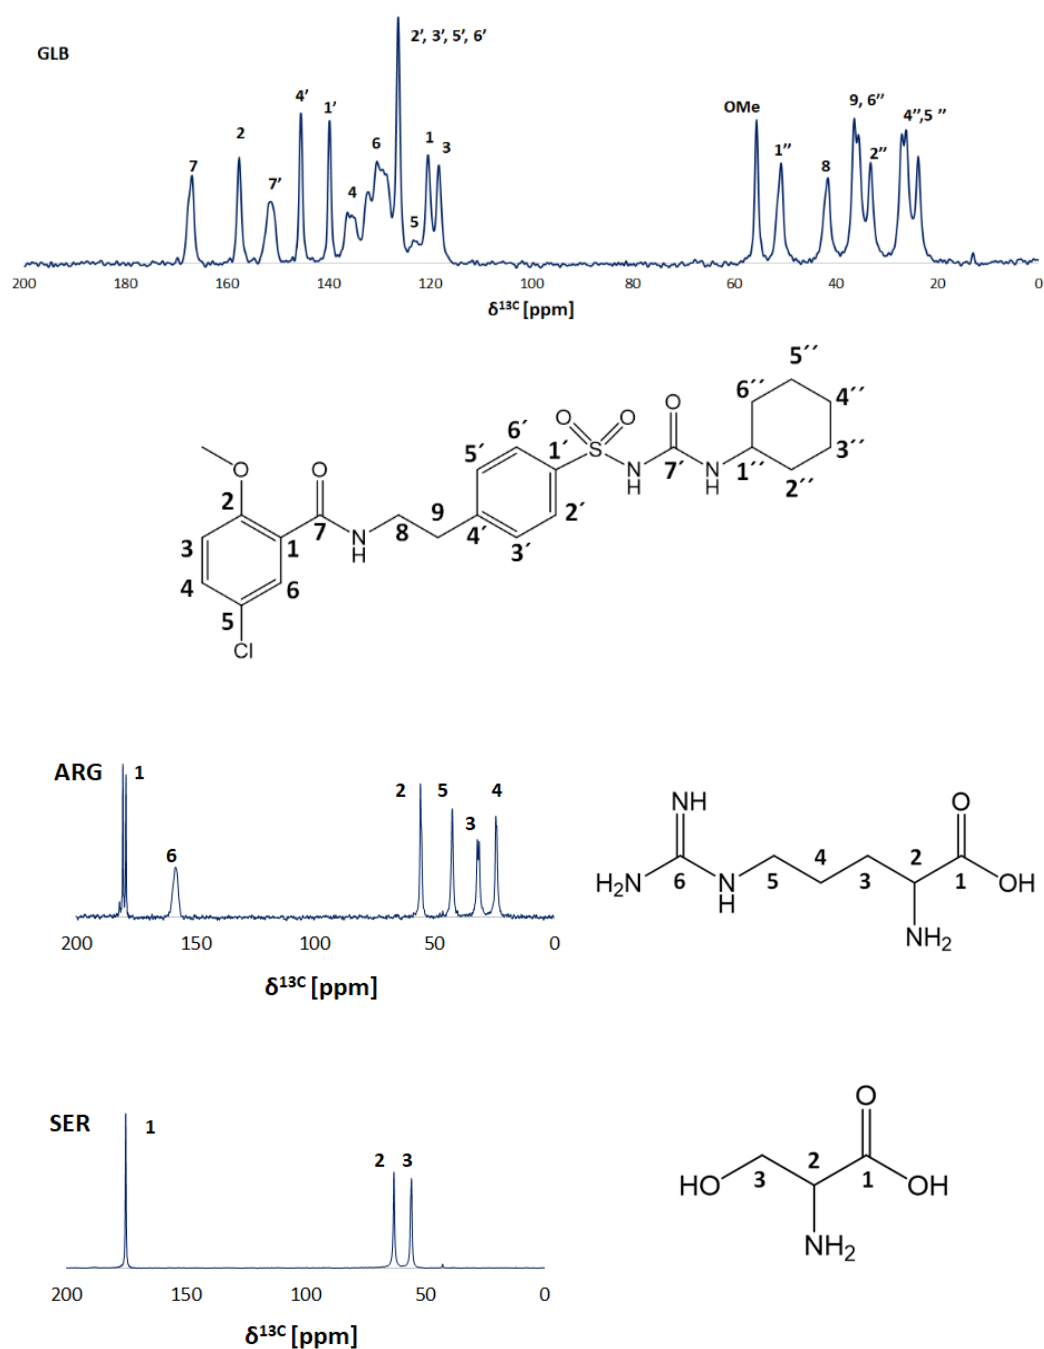 GLB
2’, 3’, 5’, 6’
4’
1’
OMe
9, 6’’
4’’,5 ’’
7
2
7’
4
6
5
1
3
1’’
8
2’’
200 180 160 140 120 100 80 60 40 20 0
δ13C [ppm]
5´´
6´´
4´´
O
O O
6´
1´
S
5´
3´´
N
H
7´
N
H
1´´
2´´
O
O
2
9
2´
7
N
H
8
4´
3´
3
1
4
6
5
Cl
ARG
1
2 5 4
3
6
200 150 100 50 0
δ13C [ppm]
NH
O
4 2
H2N
6
N
H
5
3
1
OH
NH2
SER
1
2 3
200 150 100 50 0
δ13C [ppm]
O
2
HO
3
1
OH
NH2